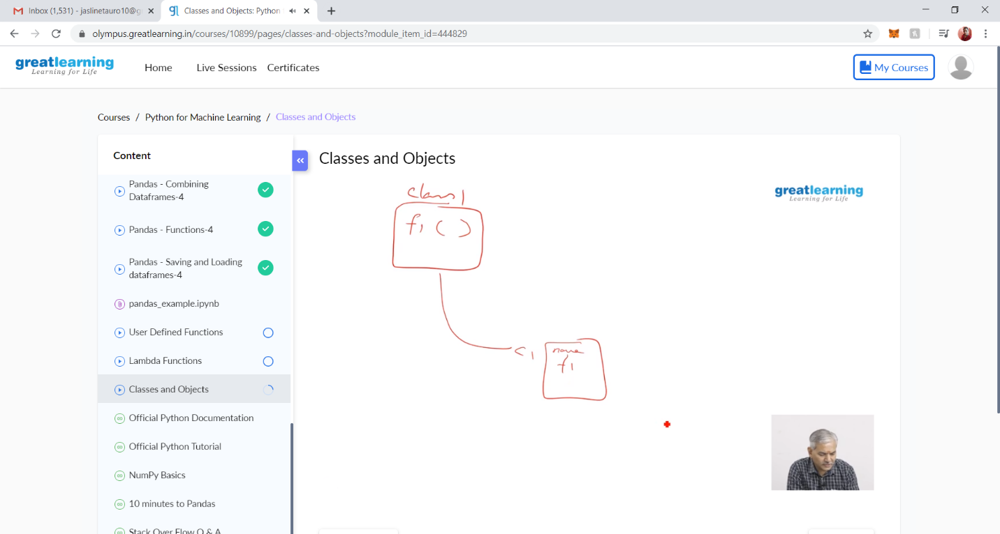 Inbox (1,531) - jaslinetauro10@g
Classes and Objects: Python
olympus.greatlearning.in/courses/10899/pages/classes-and-objects?module_item_id=444829
greatlearning
Learning for Life
Home
Live Sessions
Certificates
My Courses
Courses / Python for Machine Learning / Classes and Objects
Content
Pandas - Combining
Dataframes-4
Pandas - Functions-4
Pandas - Saving and Loading
dataframes-4
pandas_example.ipynb
User Defined Functions
Lambda Functions
Classes and Objects
Official Python Documentation
Official Python Tutorial
NumPy Basics
10 minutes to Pandas
Stack Over Flow Q & A
Classes and Objects
greatlearning
Learning for Life
class1
f1 ( )
c1
name
f1